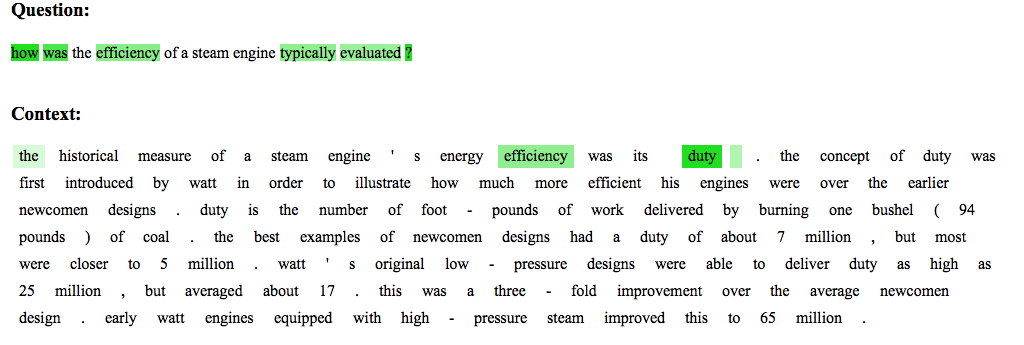 Question:
how was the efficiency of a steam engine typically evaluated ?
Context:
the historical measure of a steam engine ' s energy efficiency was its duty . the concept of duty was
first introduced by watt in order to illustrate how much more efficient his engines were over the earlier
newcomen designs . duty is the number of foot - pounds of work delivered by burning one bushel ( 94
pounds ) of coal . the best examples of newcomen designs had a duty of about 7 million , but most
were closer to 5 million . watt ' s original low - pressure designs were able to deliver duty as high as
25 million , but averaged about 17 . this was a three - fold improvement over the average newcomen
design . early watt engines equipped with high - pressure steam improved this to 65 million .